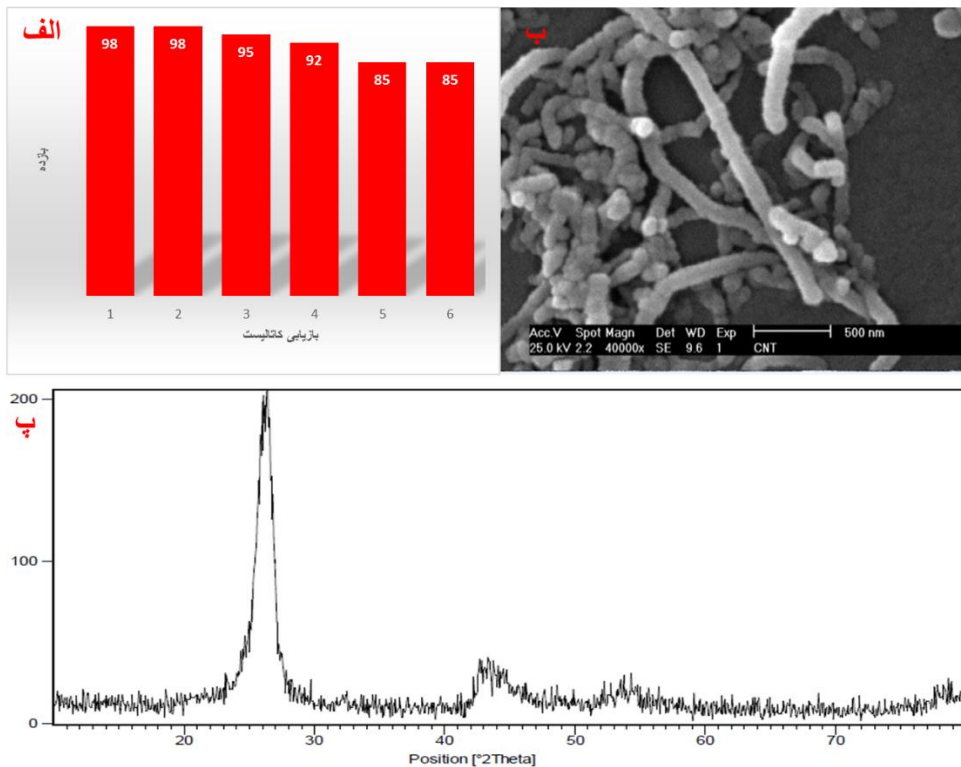 الف
98 98 95 92 85 85
بازده
1 2 3 4 5 6
بازیابی کاتالیست
ب
Acc.V Spot Magn Det WD Exp 500 nm
25.0 kV 2.2 40000x SE 9.6 1 CNT
پ
200
100
0
20 30 40 50 60 70
Position [°2Theta]